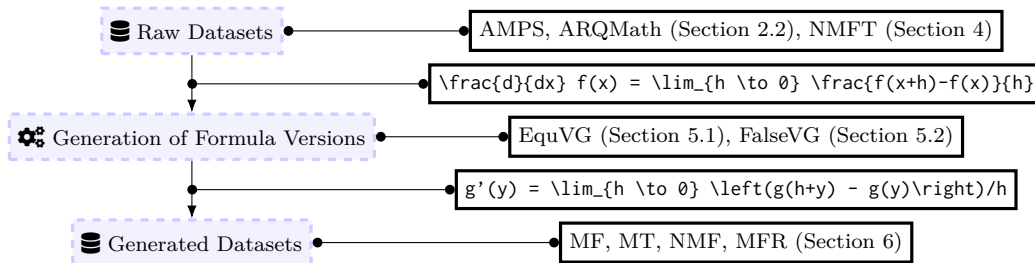 Raw Datasets
AMPS, ARQMath (Section 2.2), NMFT (Section 4)
\frac{d}{dx} f(x) = \lim_{h \to 0} \frac{f(x+h)-f(x)}{h}
Generation of Formula Versions
EquVG (Section 5.1), FalseVG (Section 5.2)
g'(y) = \lim_{h \to 0} \left(g(h+y) - g(y)\right)/h
Generated Datasets
MF, MT, NMF, MFR (Section 6)